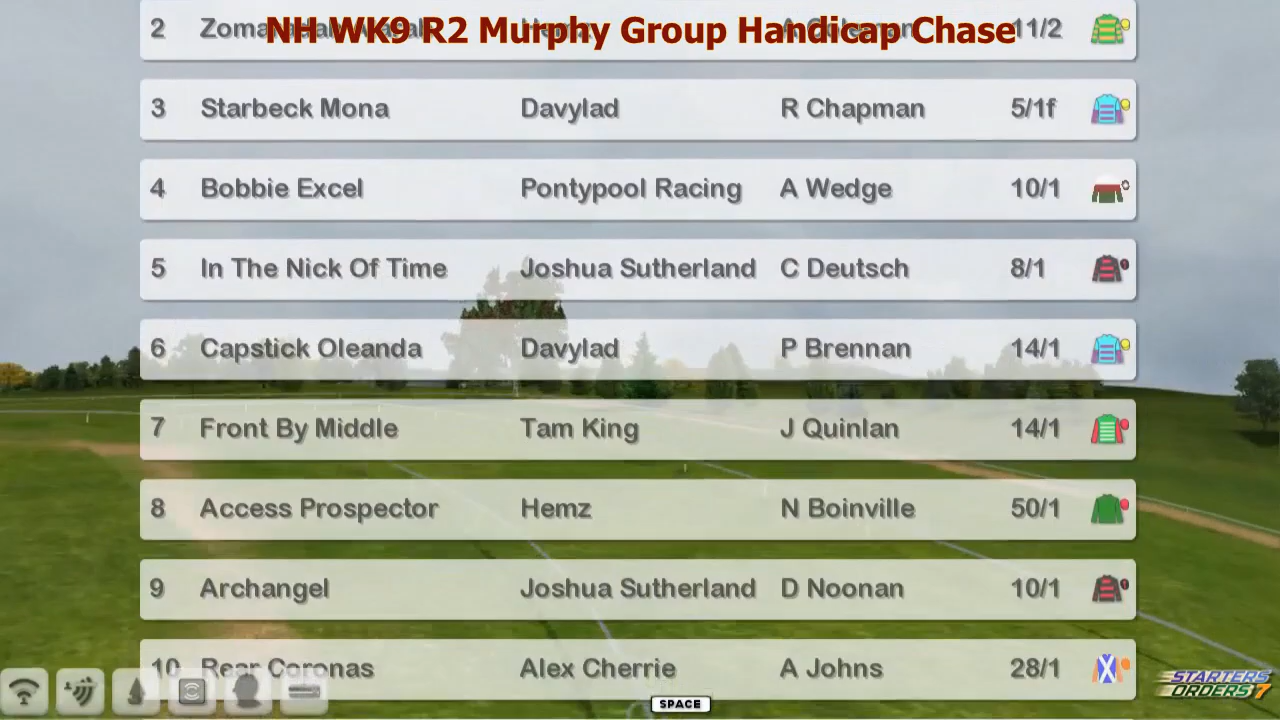 NH WK9 R2 Murphy Group Handicap Chase
2 11/2
3 Starbeck Mona Davylad R Chapman 5/1f
4 Bobbie Excel Pontypool Racing A Wedge 10/1
5 In The Nick Of Time Joshua Sutherland C Deutsch 8/1
6 Capstick Oleanda Davylad P Brennan 14/1
7 Front By Middle Tam King J Quinlan 14/1
8 Access Prospector Hemz N Boinville 50/1
9 Archangel Joshua Sutherland D Noonan 10/1
10 Rear Coronas Alex Cherrie A Johns 28/1
SPACE
STARTERS
ORDERS 7